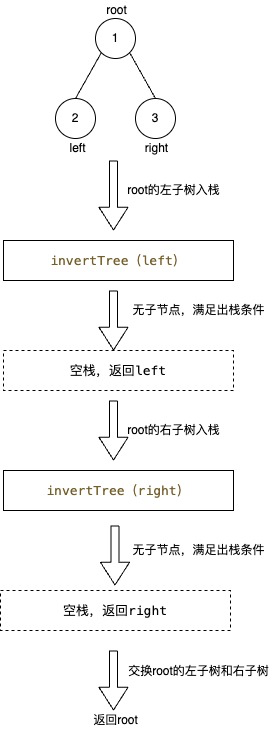 root
1
2
3
left
right
root的左子树入栈
invertTree（left）
无子节点，满足出栈条件
空栈，返回left
root的右子树入栈
invertTree（right）
无子节点，满足出栈条件
空栈，返回right
交换root的左子树和右子树
返回root